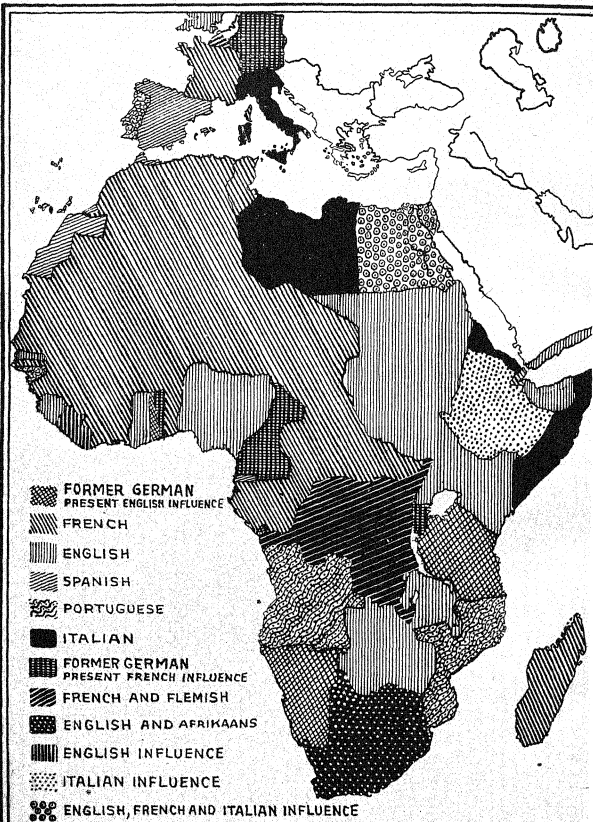 FORMER GERMAN
PRESENT ENGLISH INFLUENCE
FRENCH
ENGLISH
SPANISH
PORTUGUESE
ITALIAN
FORMER GERMAN
PRESENT FRENCH INFLUENCE
FRENCH AND FLEMISH
ENGLISH AND AFRIKAANS
ENGLISH INFLUENCE
ITALIAN INFLUENCE
ENGLISH, FRENCH AND ITALIAN INFLUENCE